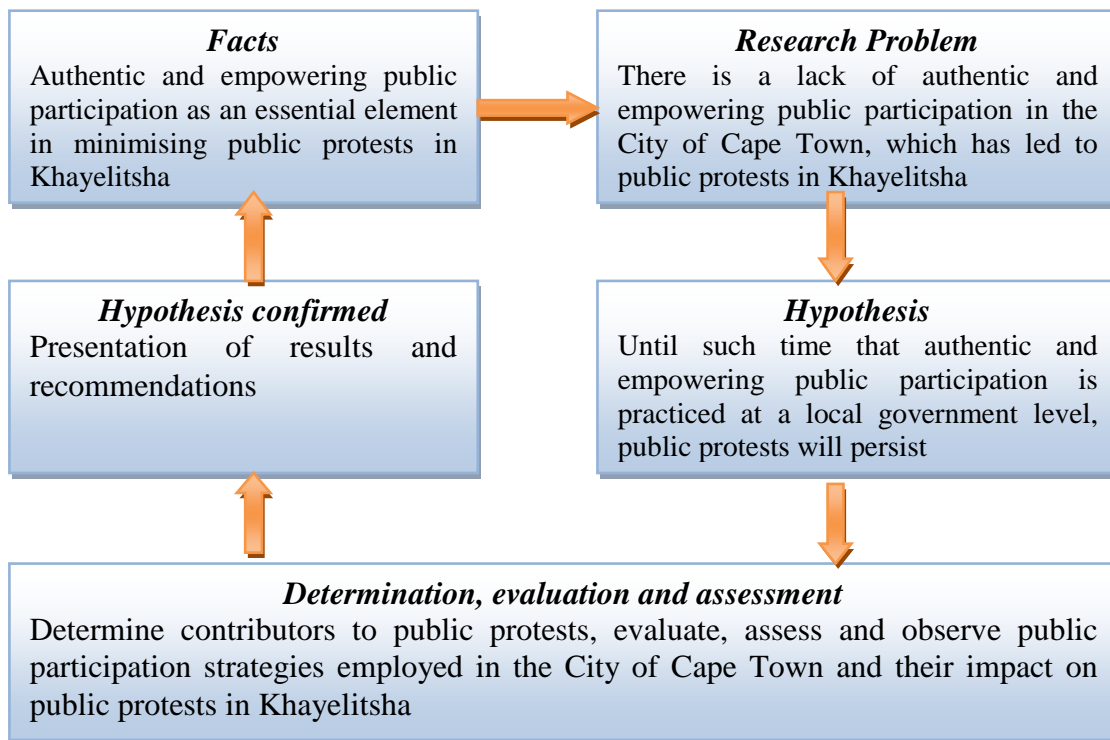 Facts
Authentic and empowering public
participation as an essential element
in minimising public protests in
Khayelitsha
Research Problem
There is a lack of authentic and
empowering public participation in the
City of Cape Town, which has led to
public protests in Khayelitsha
Hypothesis confirmed
Presentation of results and
recommendations
Hypothesis
Until such time that authentic and
empowering public participation is
practiced at a local government level,
public protests will persist
Determination, evaluation and assessment
Determine contributors to public protests, evaluate, assess and observe public
participation strategies employed in the City of Cape Town and their impact on
public protests in Khayelitsha